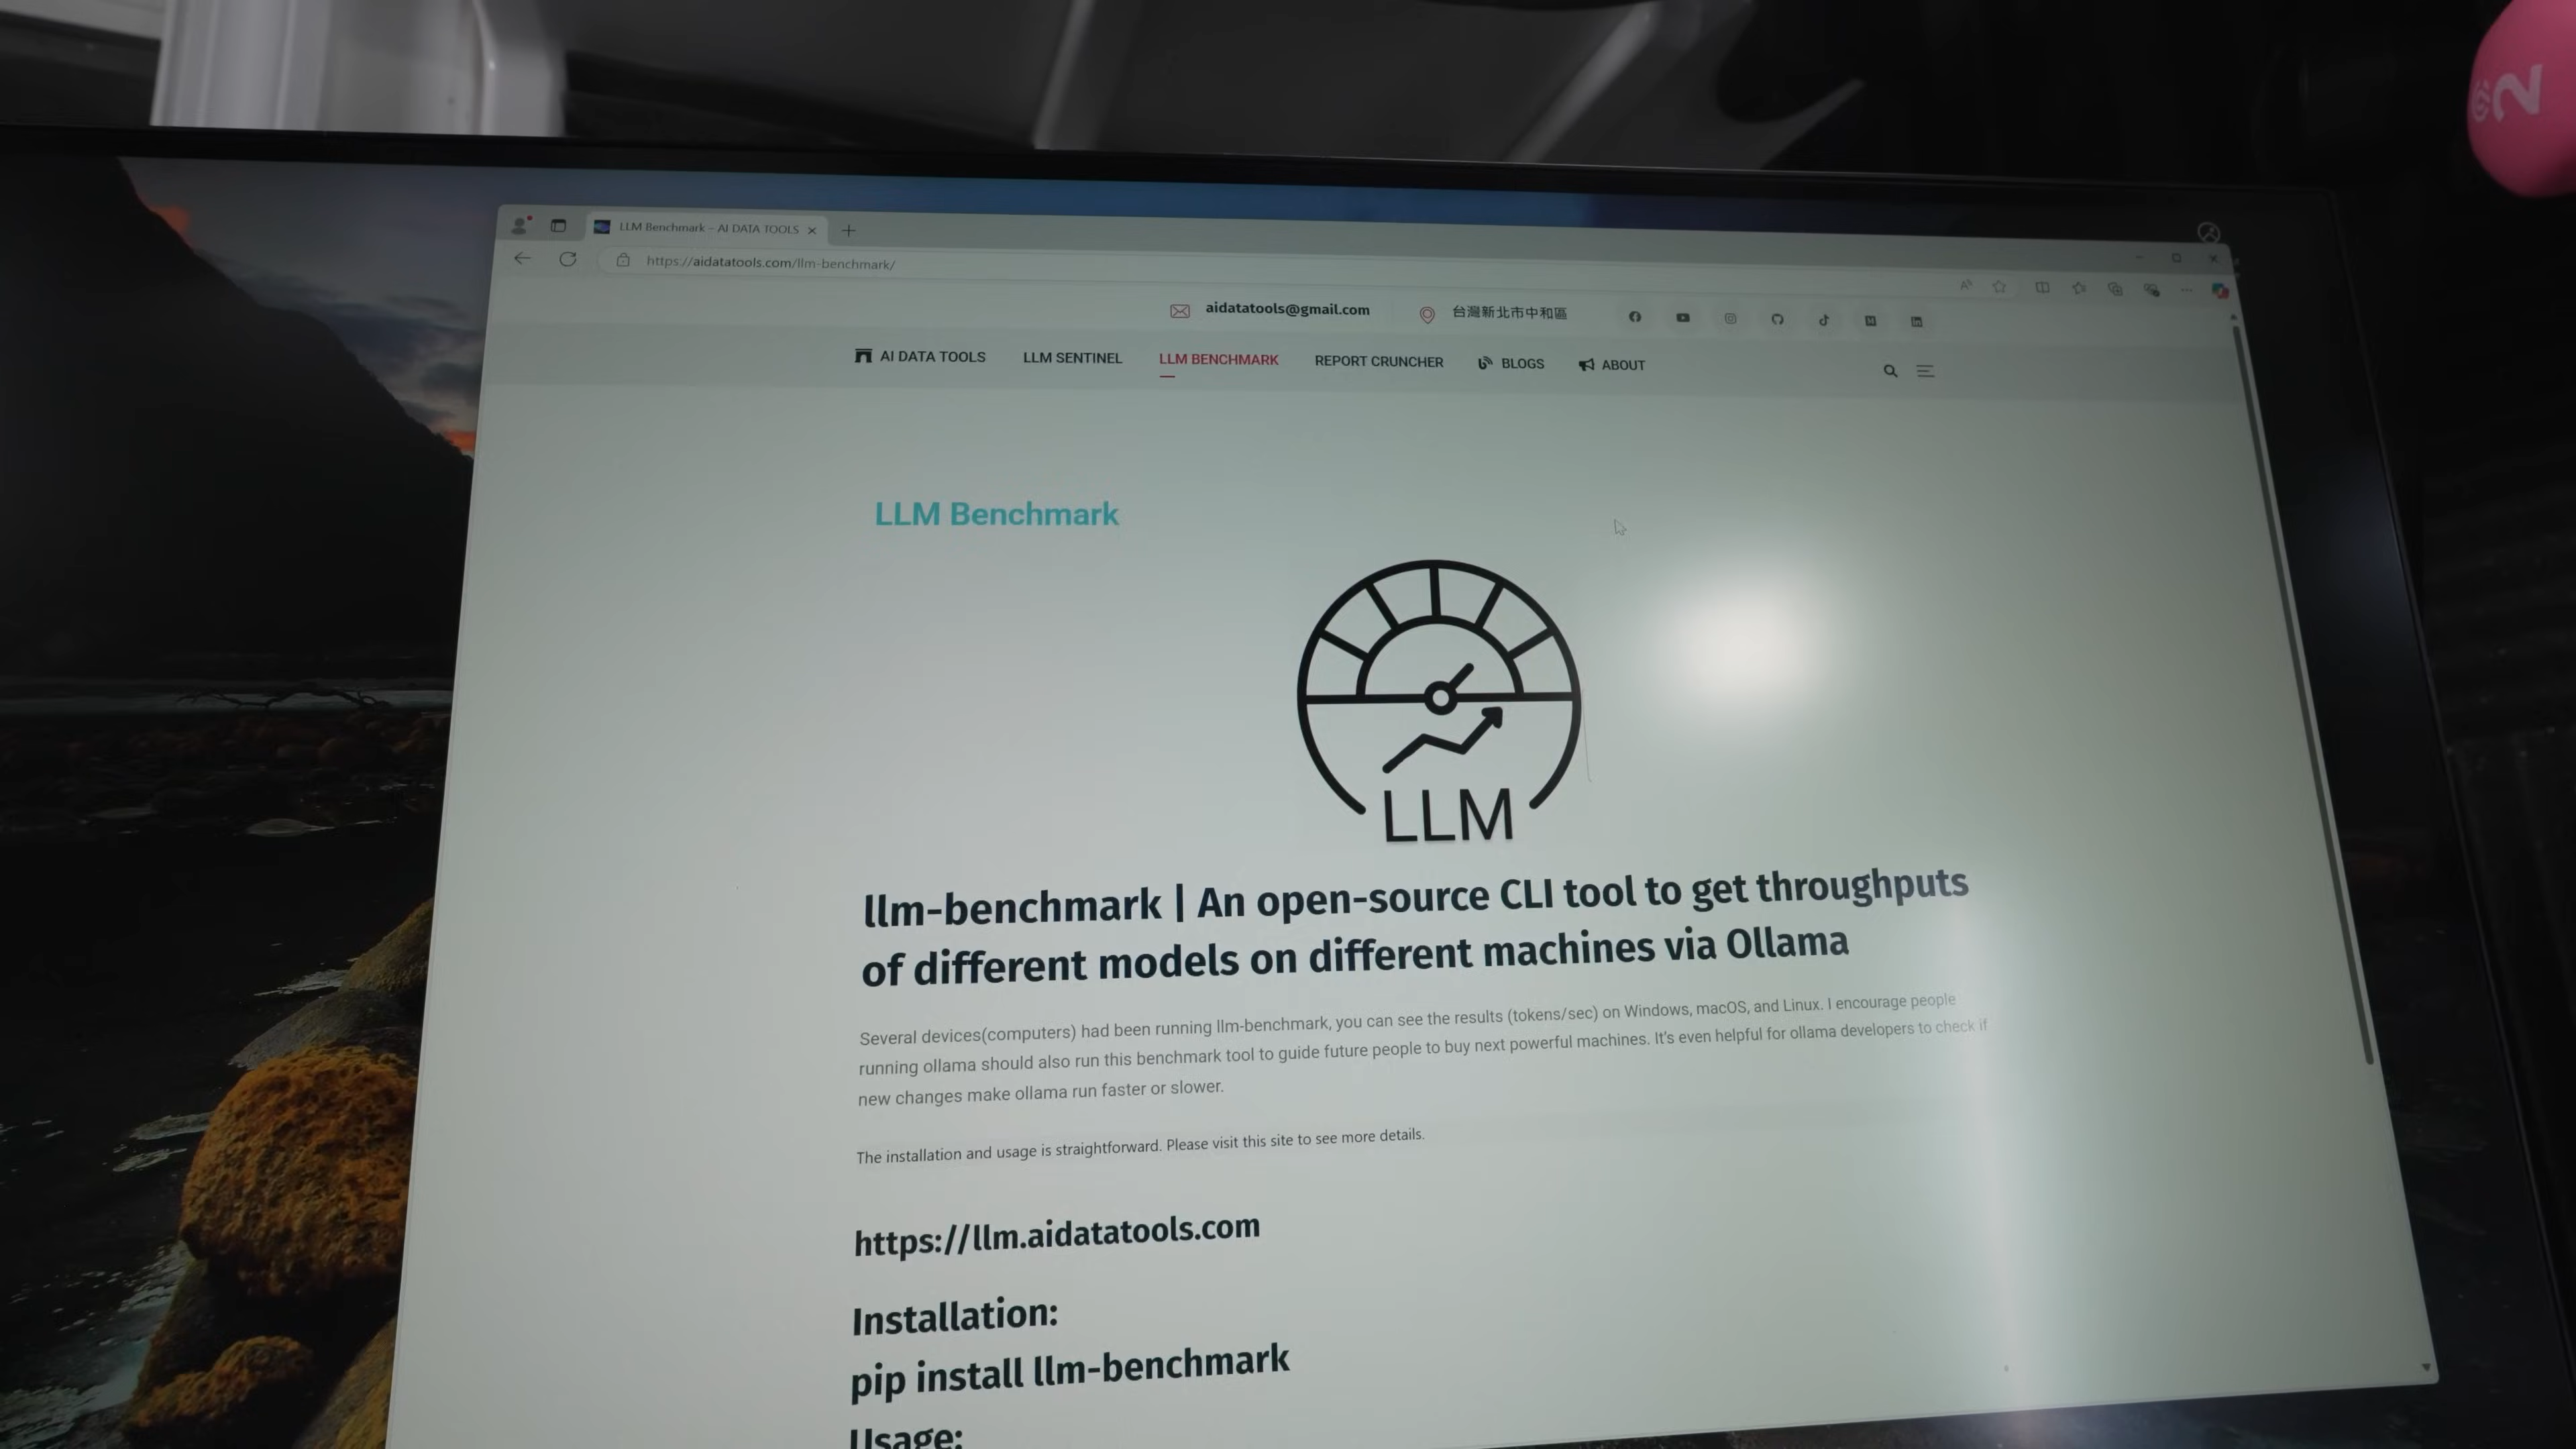 LLM Benchmark – AI DATA TOOLS
https://aidatatools.com/llm-benchmark/
aidatatools@gmail.com
台灣新北市中和區
AI DATA TOOLS
LLM SENTINEL
LLM BENCHMARK
REPORT CRUNCHER
BLOGS
ABOUT
LLM Benchmark
LLM
llm-benchmark | An open-source CLI tool to get throughputs
of different models on different machines via Ollama
Several devices(computers) had been running llm-benchmark, you can see the results (tokens/sec) on Windows, macOS, and Linux. I encourage people
running ollama should also run this benchmark tool to guide future people to buy next powerful machines. It's even helpful for ollama developers to check if
new changes make ollama run faster or slower.
The installation and usage is straightforward. Please visit this site to see more details.
https://llm.aidatatools.com
Installation:
pip install llm-benchmark
Usage: